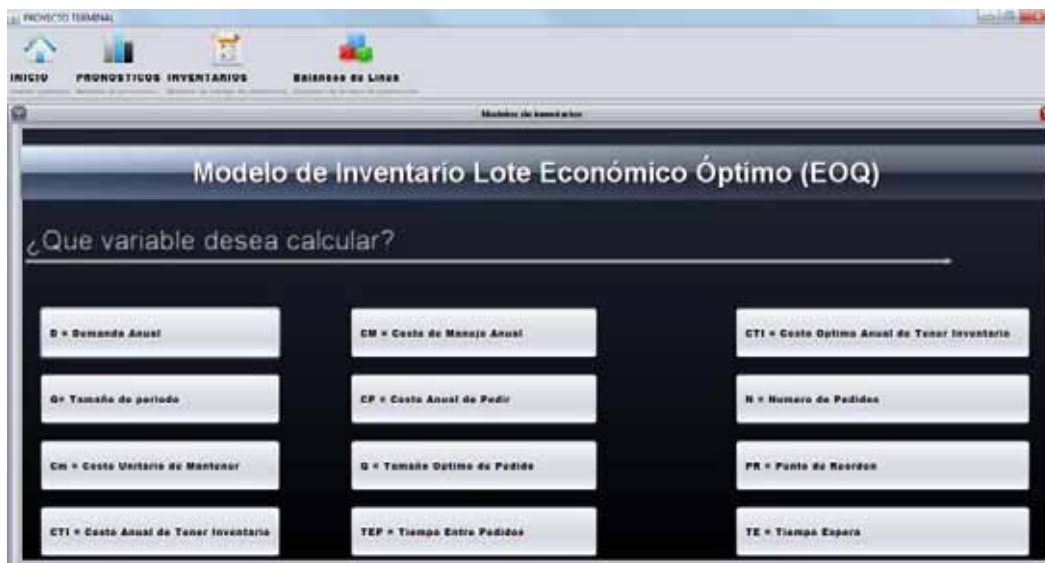 PROYECTO TERMINAL
INICIO PRONOSTICOS INVENTARIOS Balanceo de Linea
Modelos de Inventarios
Modelo de Inventario Lote Económico Óptimo (EOQ)
¿Que variable desea calcular?
D = Demanda Anual CM = Costo de Manejo Anual CTI = Costo Optimo Anual de Tener Inventario
Q= Tamaño de periodo CP = Costo Anual de Pedir N = Numero de Pedidos
Cm = Costo Unitario de Mantener Q = Tamaño Optimo de Pedido PR = Punto de Reorden
CTI = Costo Anual de Tener Inventario TEP = Tiempo Entre Pedidos TE = Tiempo Espera